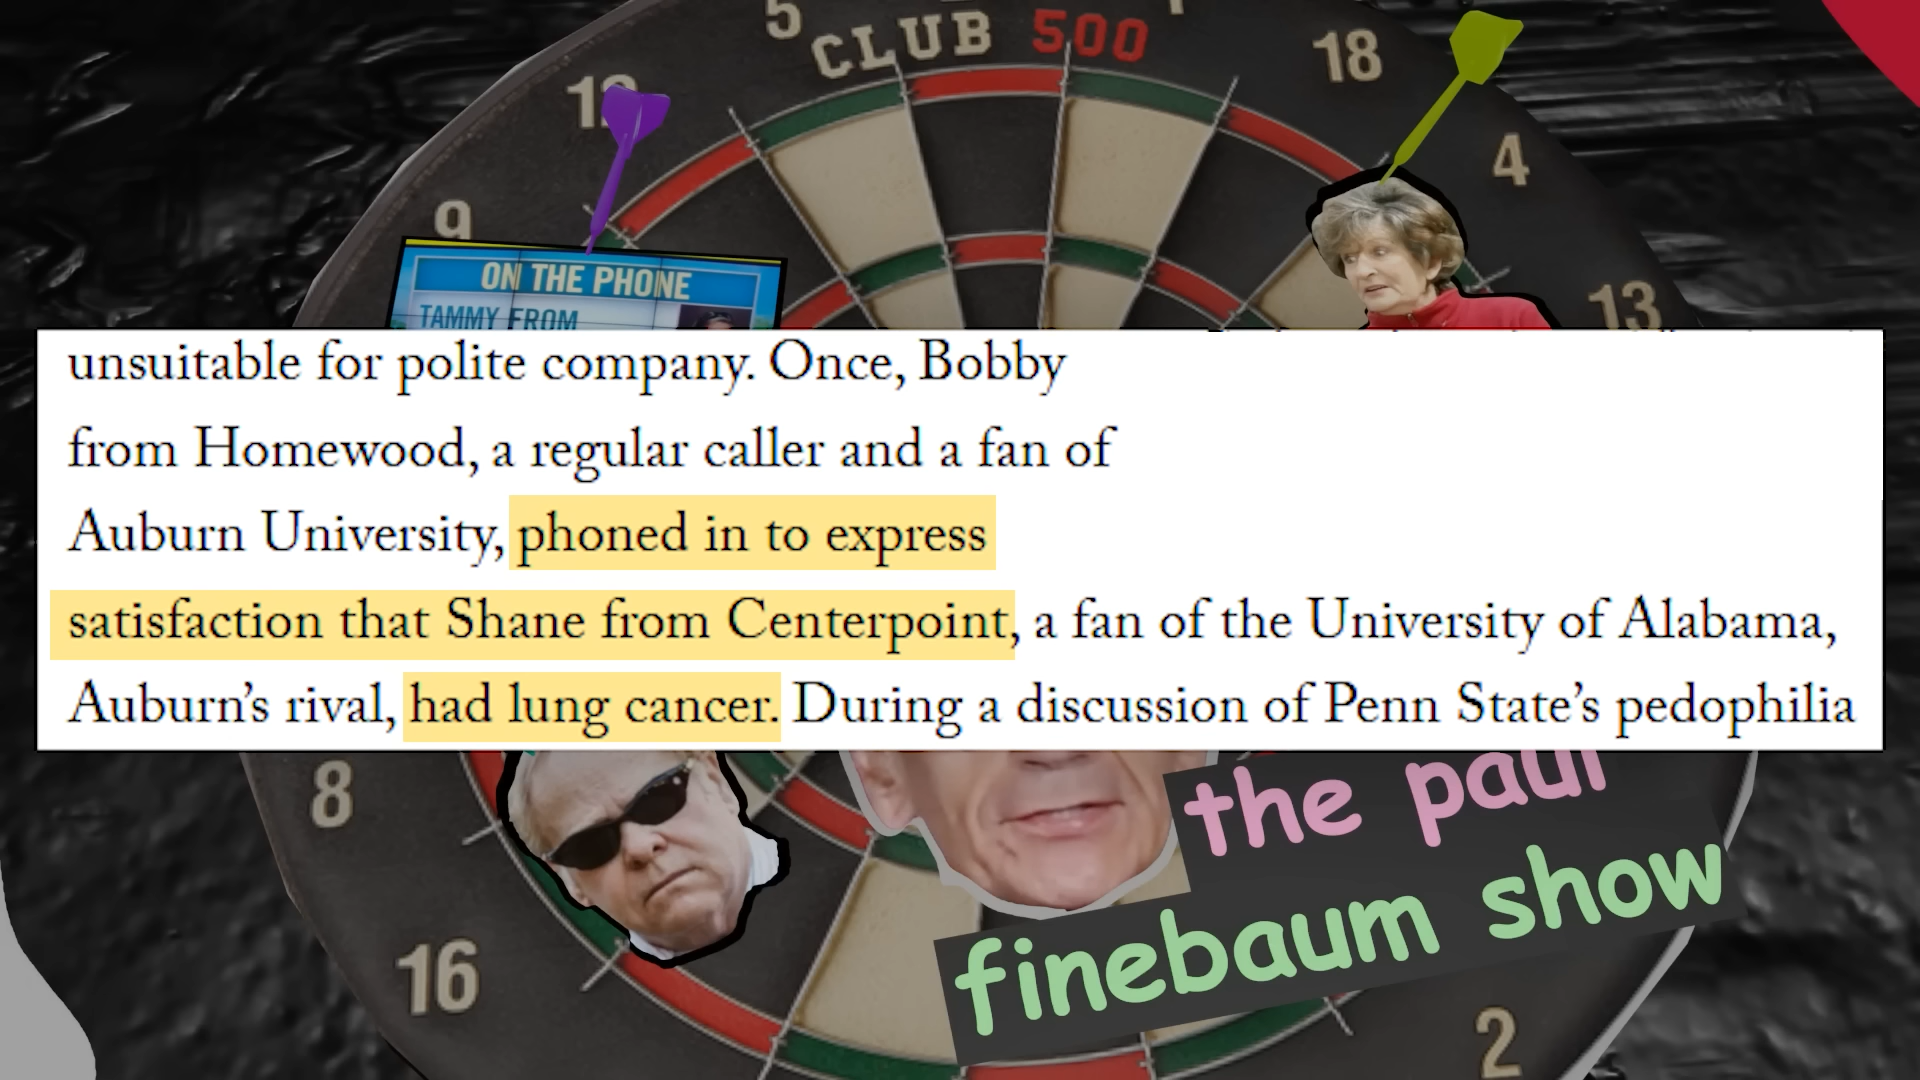 5
CLUB 500
18
12
4
9
13
ON THE PHONE
TAMMY FROM
unsuitable for polite company. Once, Bobby
from Homewood, a regular caller and a fan of
Auburn University, phoned in to express
satisfaction that Shane from Centerpoint, a fan of the University of Alabama,
Auburn’s rival, had lung cancer. During a discussion of Penn State’s pedophilia
8
the paul
finebaum show
16
2